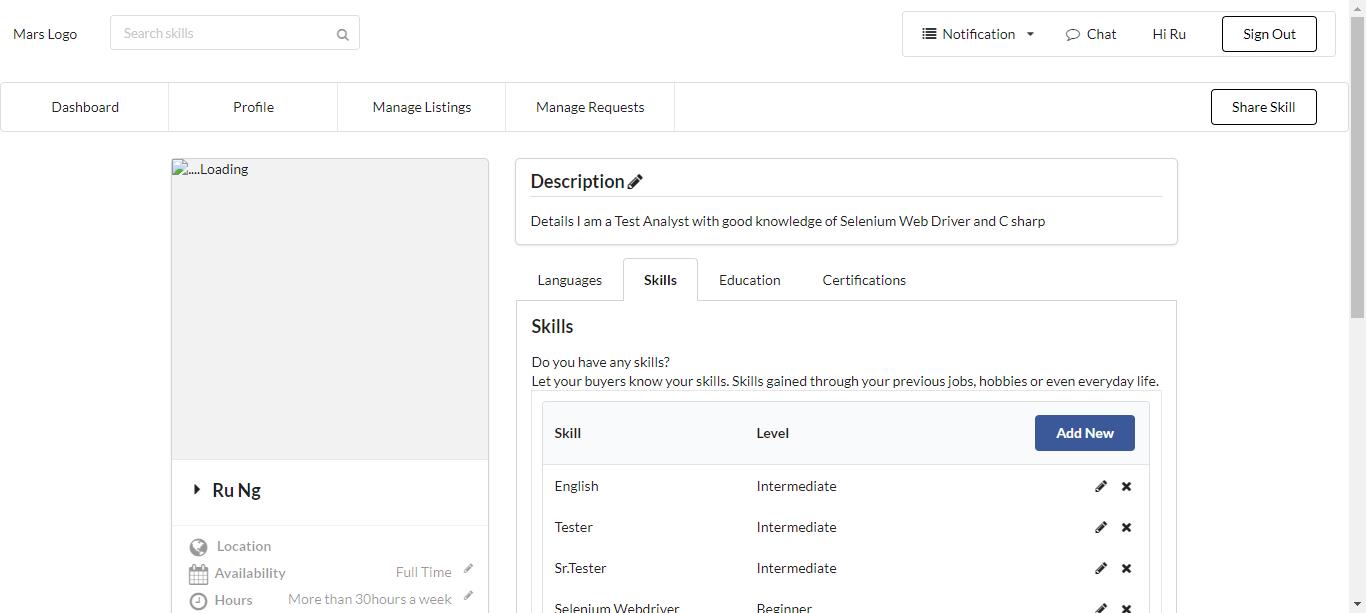 Mars Logo
Search skills
Notification
Chat
Hi Ru
Sign Out
Dashboard
Profile
Manage Listings
Manage Requests
Share Skill
....Loading
Ru Ng
Location
Availability
Full Time
Hours
More than 30hours a week
Description
Details I am a Test Analyst with good knowledge of Selenium Web Driver and C sharp
Languages
Skills
Education
Certifications
Skills
Do you have any skills?
Let your buyers know your skills. Skills gained through your previous jobs, hobbies or even everyday life.
Skill Level Add New
English Intermediate
Tester Intermediate
Sr.Tester Intermediate
Selenium Webdriver Beginner